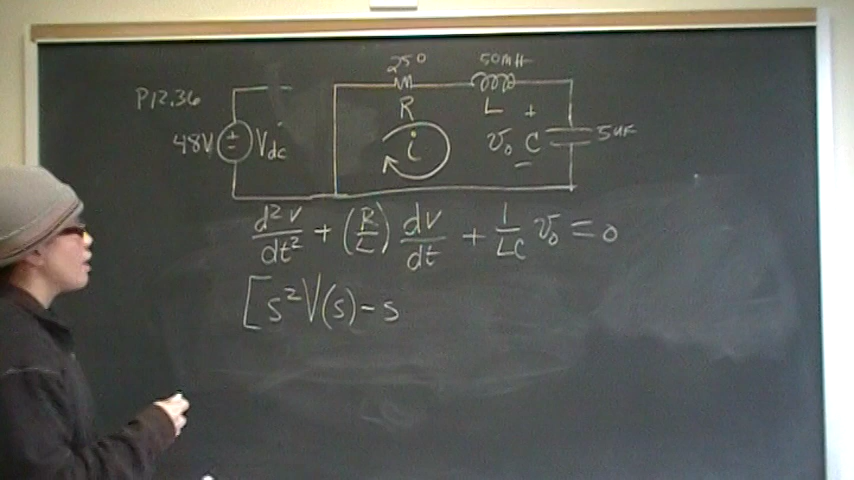 250 50mH
P12.36
R L +
48V + - Vdc i v₀ C 5uF
-
d²v/dt² + (R/L) dv/dt + 1/LC v₀ = 0
[s²V(s) - s